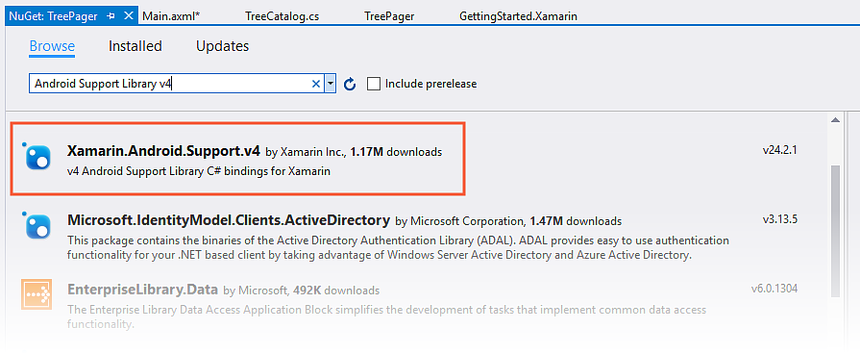 NuGet: TreePager Main.axml* TreeCatalog.cs TreePager GettingStarted.Xamarin
Browse Installed Updates
Android Support Library v4 Include prerelease
Xamarin.Android.Support.v4 by Xamarin Inc., 1.17M downloads v24.2.1
v4 Android Support Library C# bindings for Xamarin
Microsoft.IdentityModel.Clients.ActiveDirectory by Microsoft Corporation, 1.47M downloads v3.13.5
This package contains the binaries of the Active Directory Authentication Library (ADAL). ADAL provides easy to use authentication
functionality for your .NET based client by taking advantage of Windows Server Active Directory and Azure Active Directory.
EnterpriseLibrary.Data by Microsoft, 492K downloads v6.0.1304
The Enterprise Library Data Access Application Block simplifies the development of tasks that implement common data access
functionality.